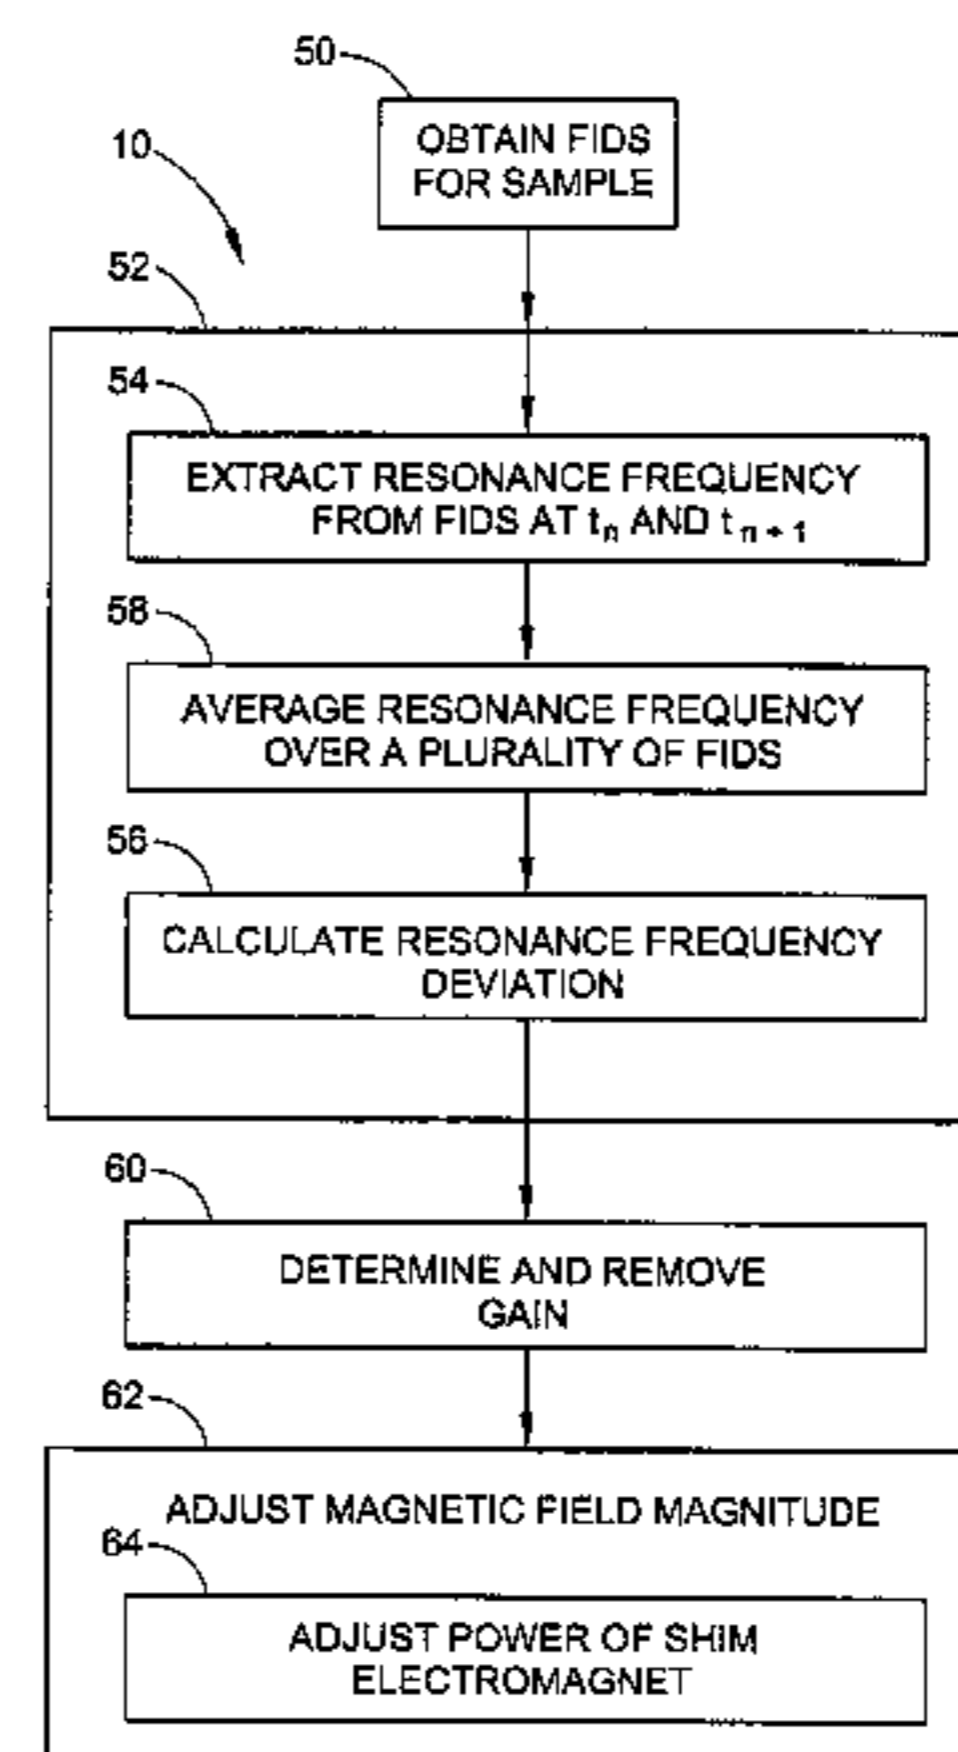 50
OBTAIN FIDS
FOR SAMPLE
10
52
54
EXTRACT RESONANCE FREQUENCY
FROM FIDS AT tn AND t n + 1
58
AVERAGE RESONANCE FREQUENCY
OVER A PLURALITY OF FIDS
56
CALCULATE RESONANCE FREQUENCY
DEVIATION
60
DETERMINE AND REMOVE
GAIN
62
ADJUST MAGNETIC FIELD MAGNITUDE
64
ADJUST POWER OF SHIM
ELECTROMAGNET